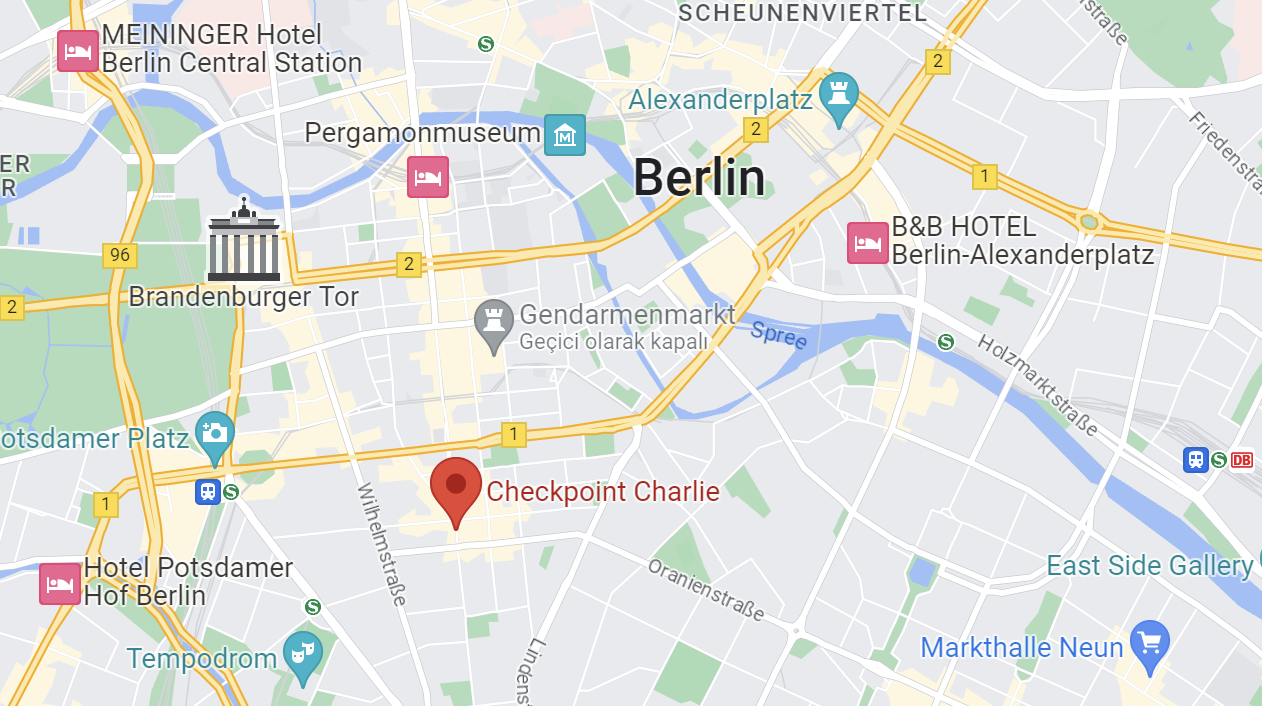 SCHEUNENVIERTEL
MEININGER Hotel
Berlin Central Station
S
2
Alexanderplatz
2
Pergamonmuseum
M
Friedenstra
straße
ER
R
Berlin
1
B&B HOTEL
Berlin-Alexanderplatz
96
2
Brandenburger Tor
2
Gendarmenmarkt
Geçici olarak kapalı
Spree
S
Holzmarktstraße
1
otsdamer Platz
S
DB
Checkpoint Charlie
S
1
Wilhelmstraße
Hotel Potsdamer
Hof Berlin
Oranienstraße
East Side Gallery
S
Tempodrom
Lindenst
Markthalle Neun